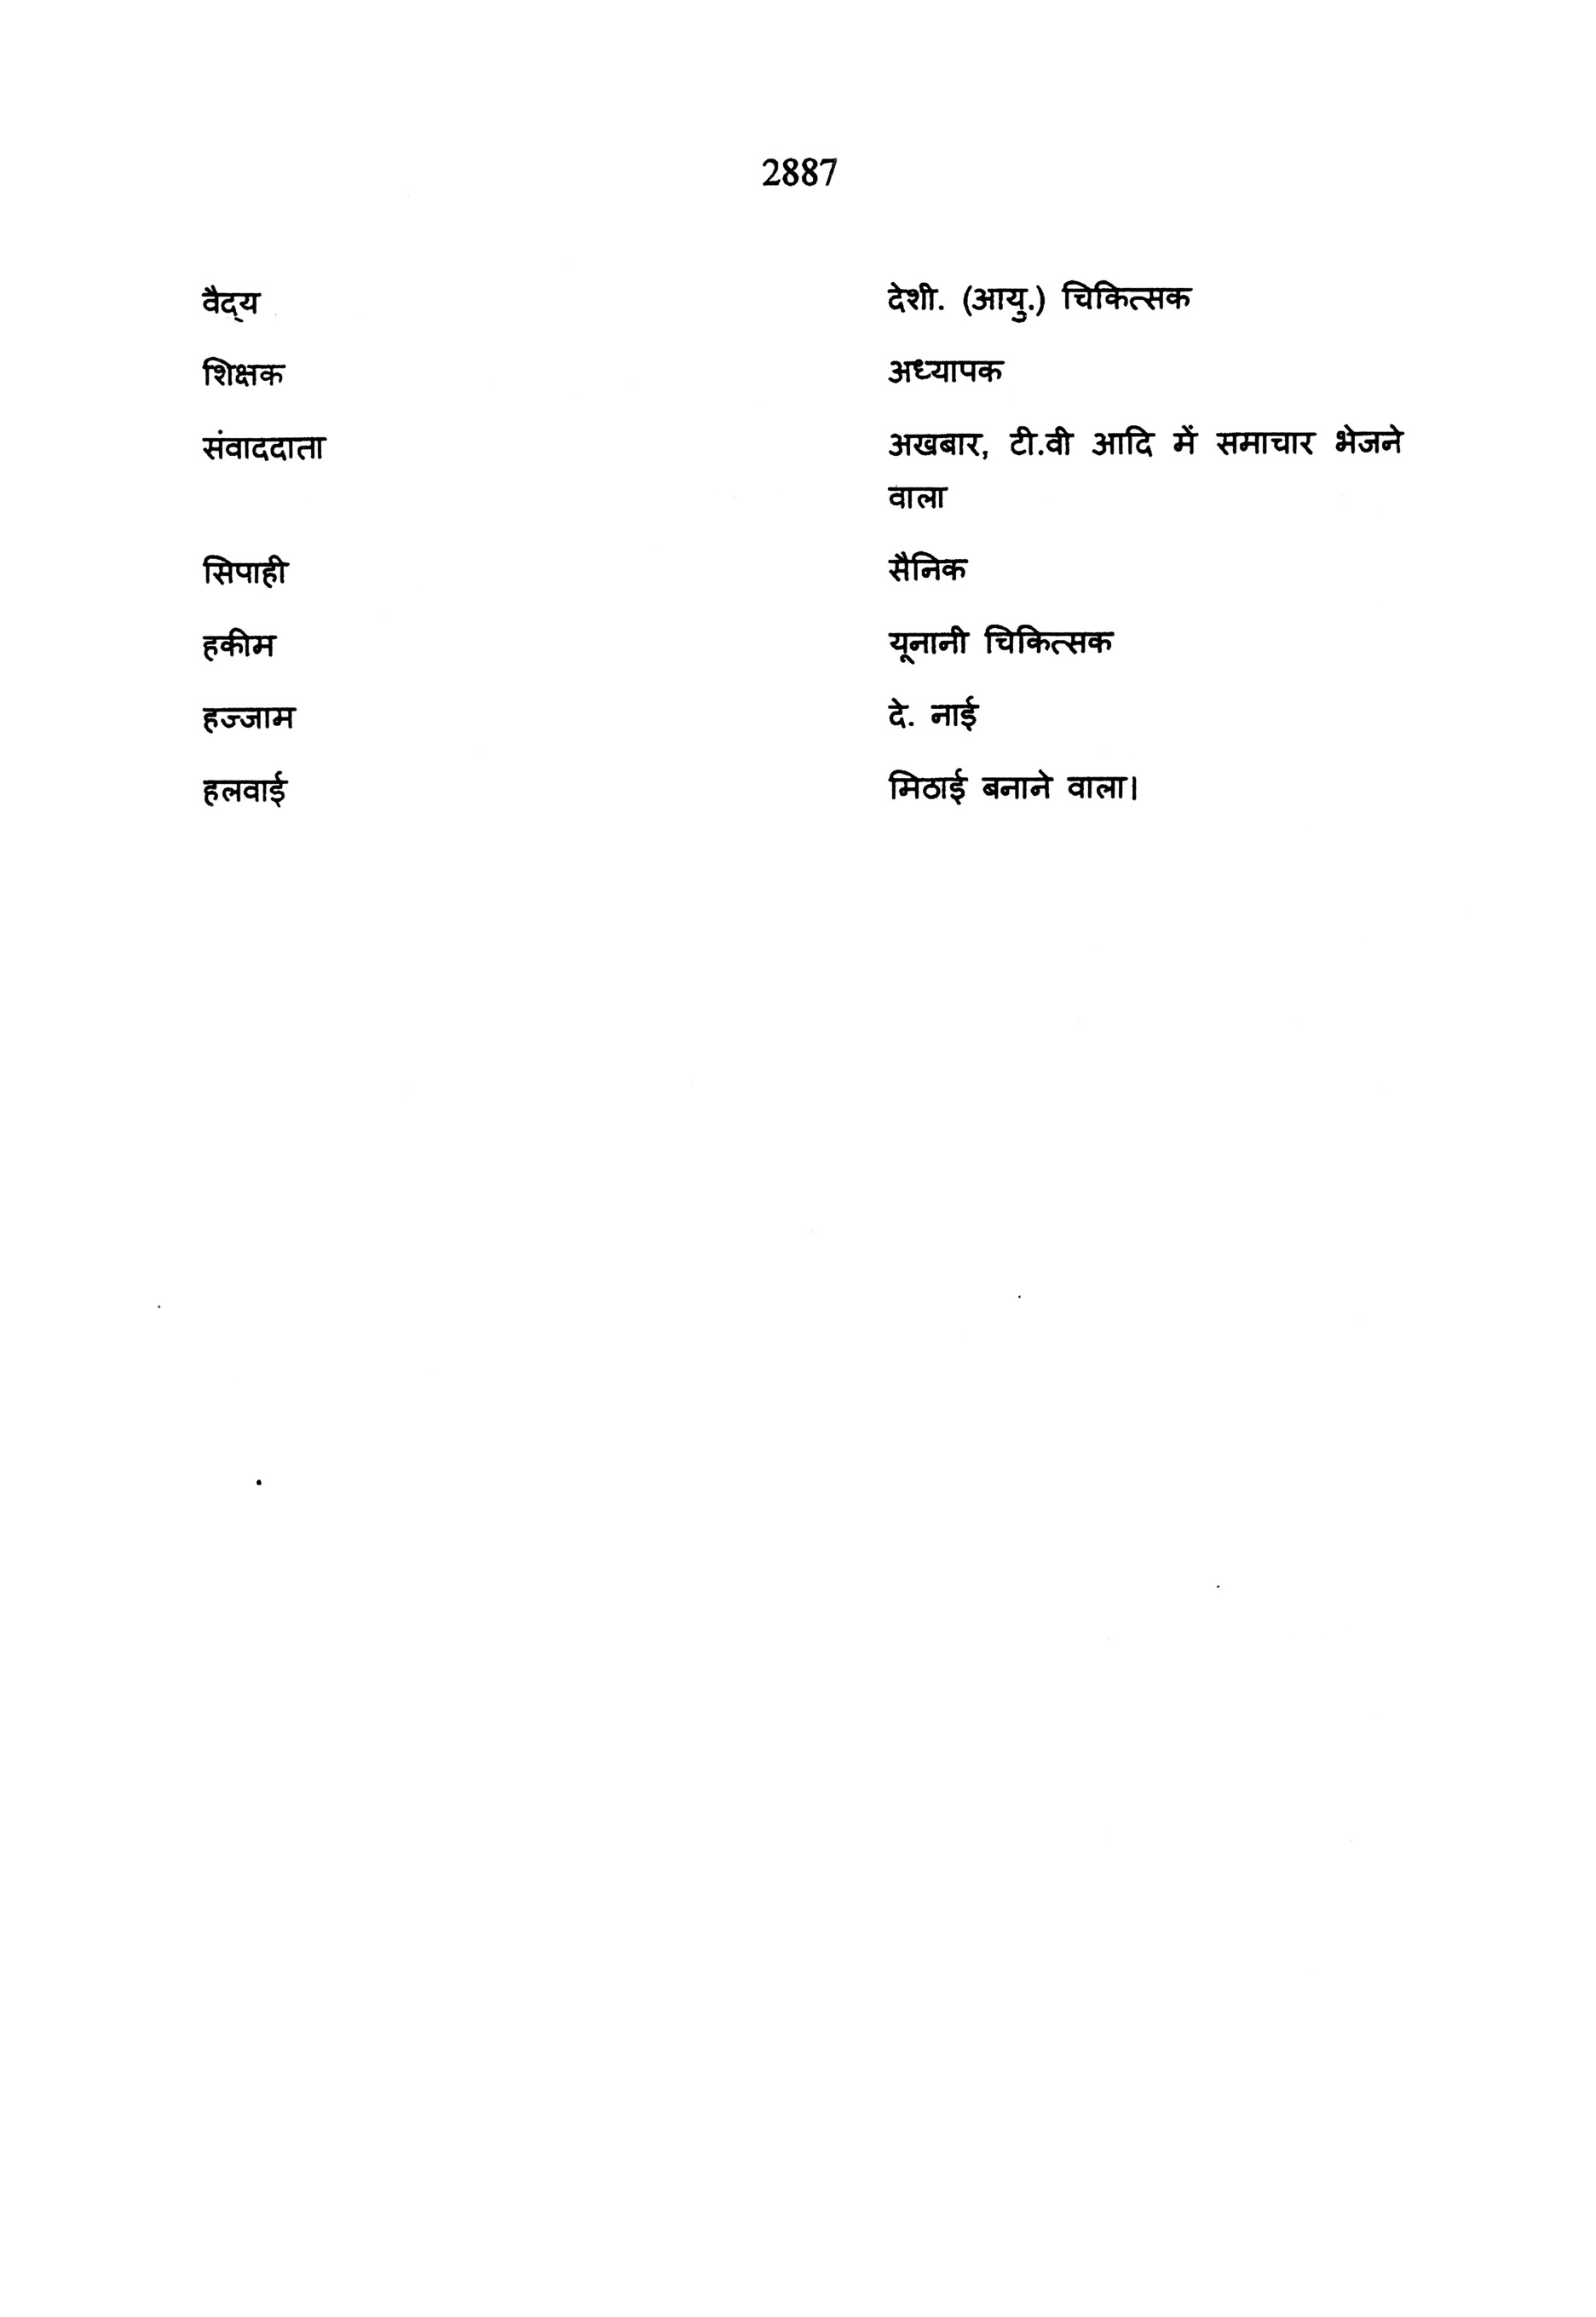 2887
वैद्य देशी. (आयु.) चिकित्सक
शिक्षक अध्यापक
संवाददाता अखबार, टी.वी आदि में समाचार भेजने
वाला
सिपाही सैनिक
हकीम यूनानी चिकित्सक
हज्जाम दे. नाई
हलवाई मिठाई बनाने वाला।